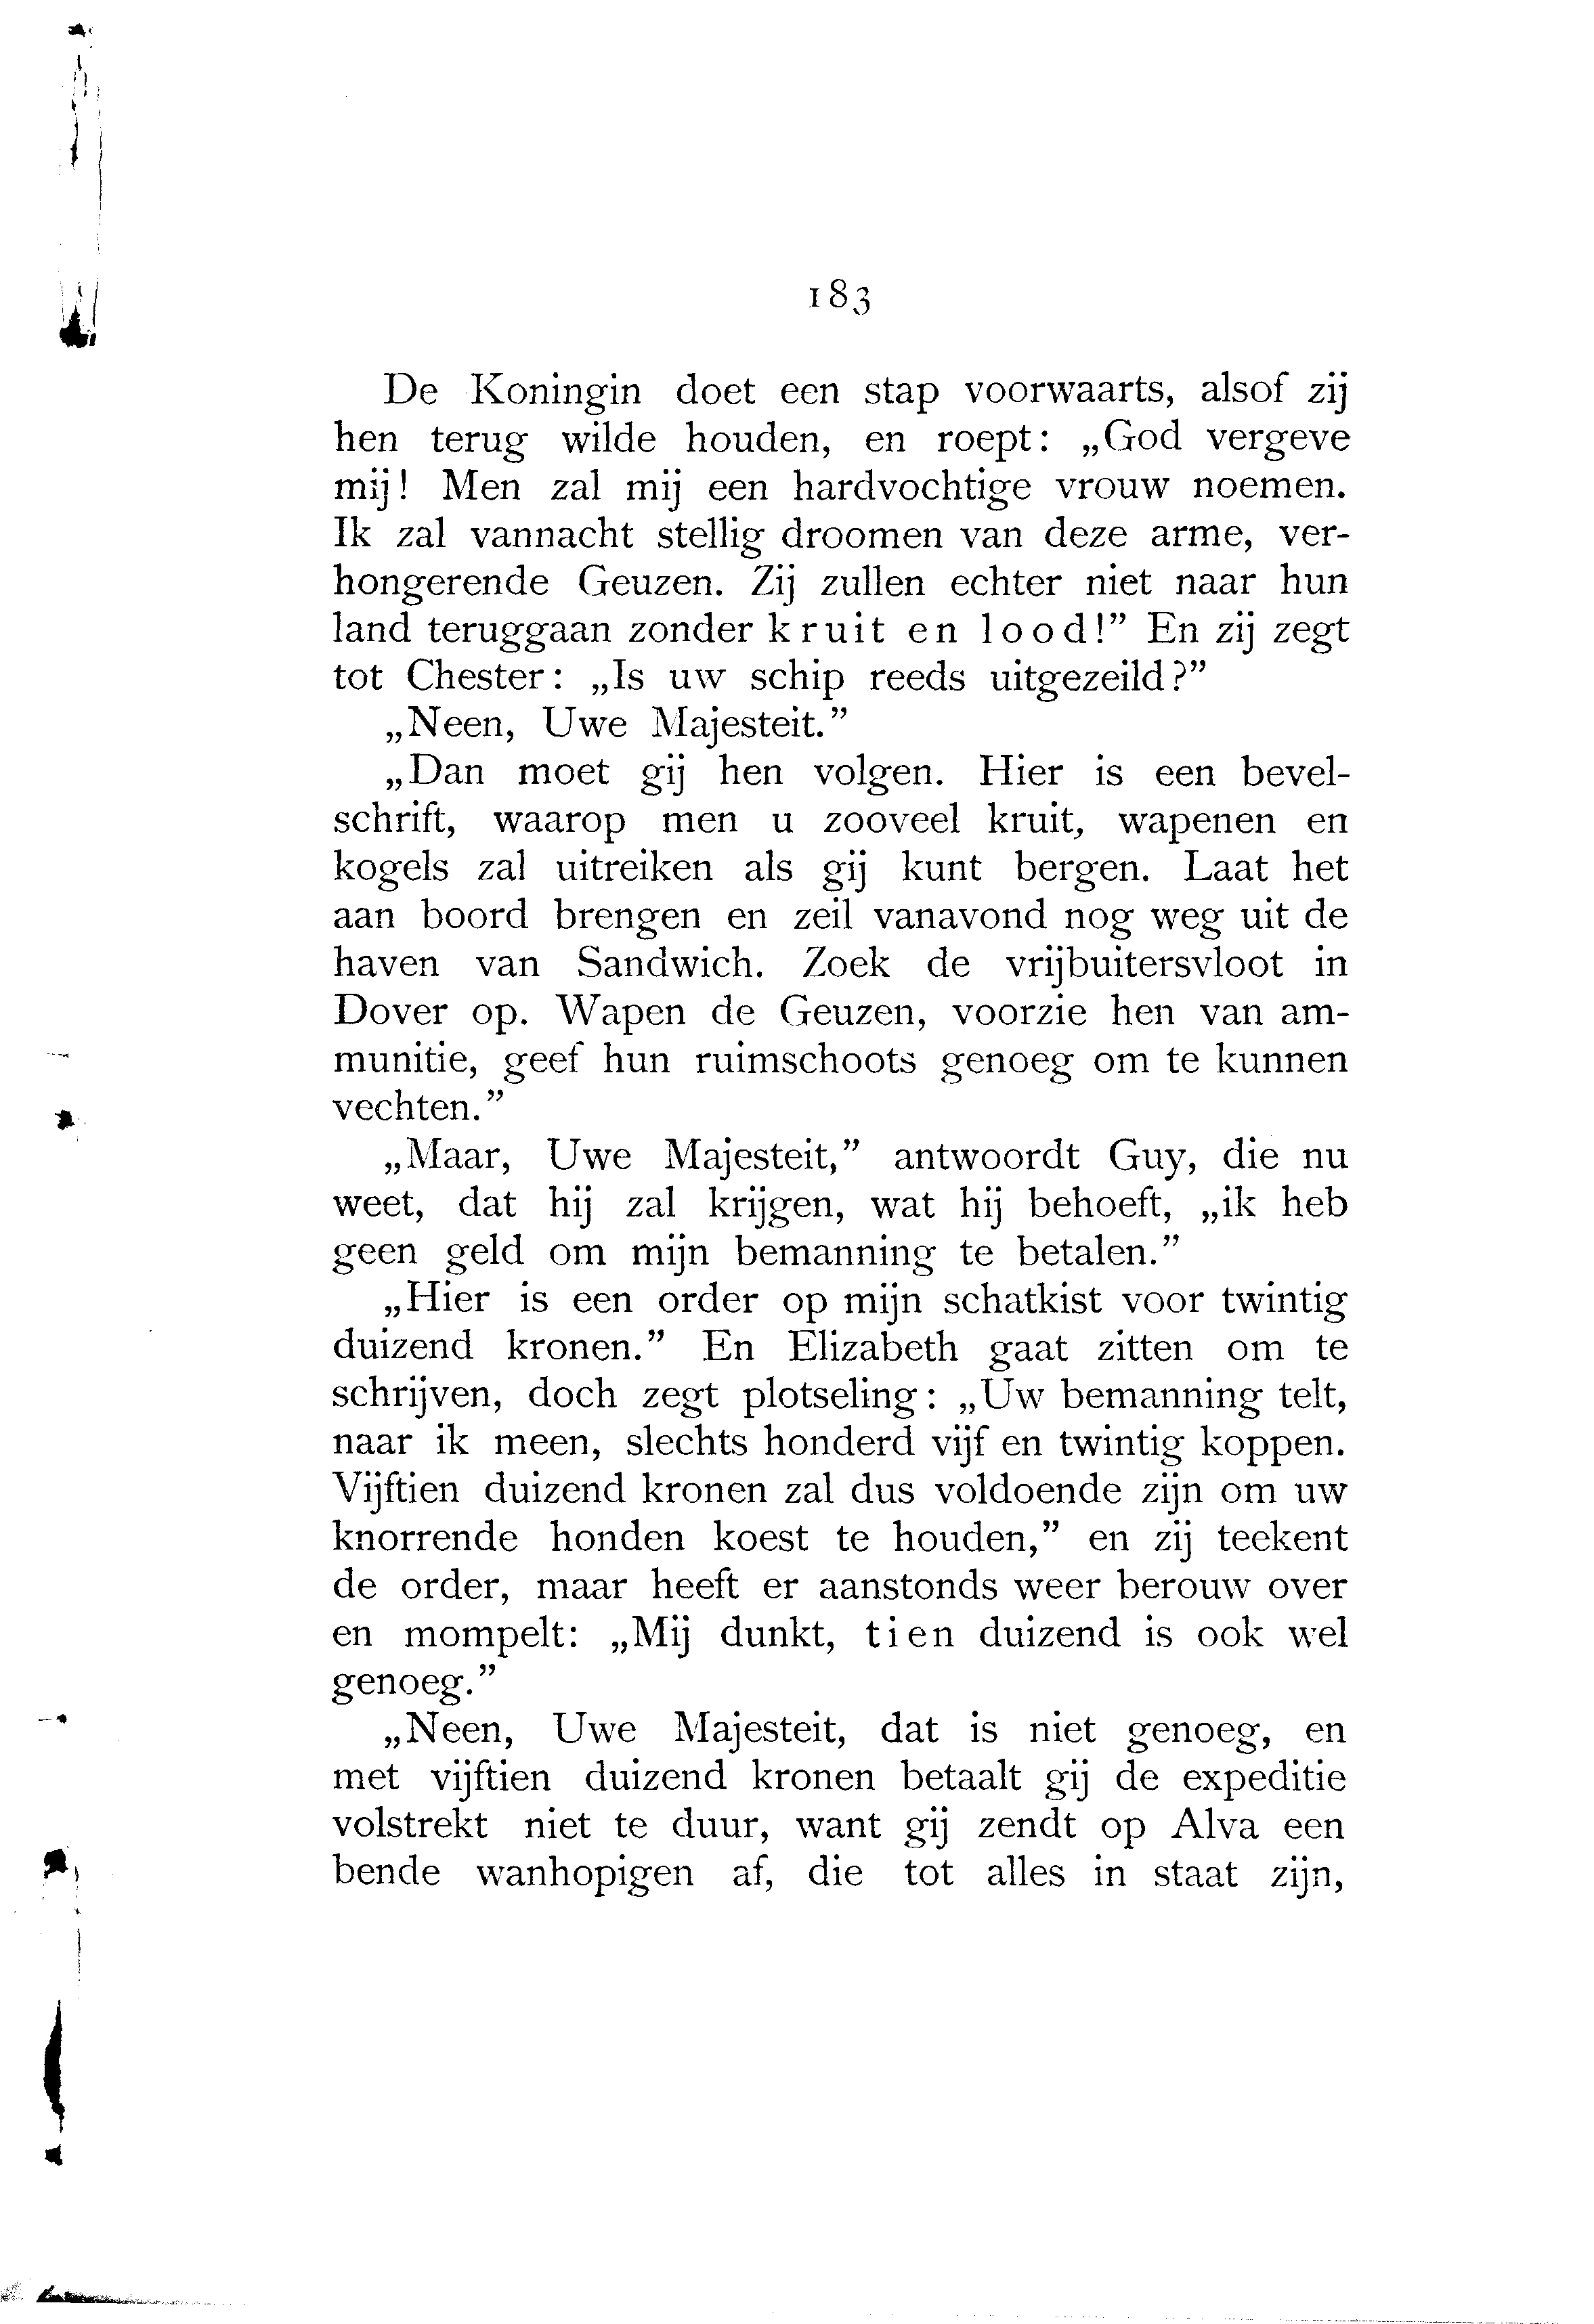 183
De Koningin doet een stap voorwaarts, alsof zij
hen terug wilde houden, en roept: „God vergeve
mij! Men zal mij een hardvochtige vrouw noemen.
Ik zal vannacht stellig droomen van deze arme, ver-
hongerende Geuzen. Zij zullen echter niet naar hun
land teruggaan zonder kruit en lood!” En zij zegt
tot Chester: „Is uw schip reeds uitgezeild?”
„Neen, Uwe Majesteit.”
„Dan moet gij hen volgen. Hier is een bevel-
schrift, waarop men u zooveel kruit, wapenen en
kogels zal uitreiken als gij kunt bergen. Laat het
aan boord brengen en zeil vanavond nog weg uit de
haven van Sandwich. Zoek de vrijbuitersvloot in
Dover op. Wapen de Geuzen, voorzie hen van am-
munitie, geef hun ruimschoots genoeg om te kunnen
vechten.”
„Maar, Uwe Majesteit,” antwoordt Guy, die nu
weet, dat hij zal krijgen, wat hij behoeft, „ik heb
geen geld om mijn bemanning te betalen.”
„Hier is een order op mijn schatkist voor twintig
duizend kronen.” En Elizabeth gaat zitten om te
schrijven, doch zegt plotseling: „Uw bemanning telt,
naar ik meen, slechts honderd vijf en twintig koppen.
Vijftien duizend kronen zal dus voldoende zijn om uw
knorrende honden koest te houden,” en zij teekent
de order, maar heeft er aanstonds weer berouw over
en mompelt: „Mij dunkt, tien duizend is ook wel
genoeg.”
„Neen, Uwe Majesteit, dat is niet genoeg, en
met vijftien duizend kronen betaalt gij de expeditie
volstrekt niet te duur, want gij zendt op Alva een
bende wanhopigen af, die tot alles in staat zijn,